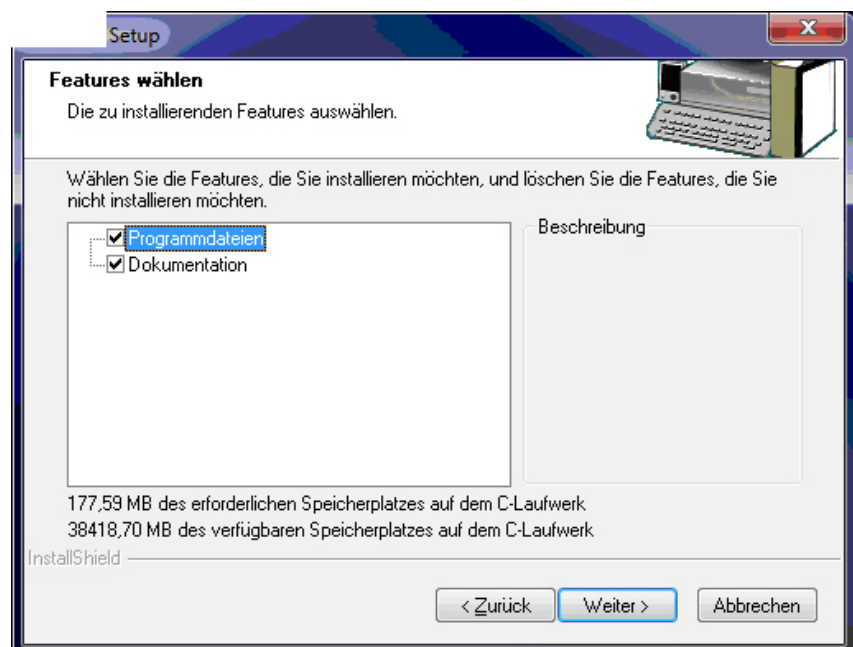 Setup
Features wählen
Die zu installierenden Features auswählen.
Wählen Sie die Features, die Sie installieren möchten, und löschen Sie die Features, die Sie
nicht installieren möchten.
Programmdateien
Dokumentation
Beschreibung
177,59 MB des erforderlichen Speicherplatzes auf dem C-Laufwerk
38418,70 MB des verfügbaren Speicherplatzes auf dem C-Laufwerk
InstallShield
< Zurück
Weiter >
Abbrechen